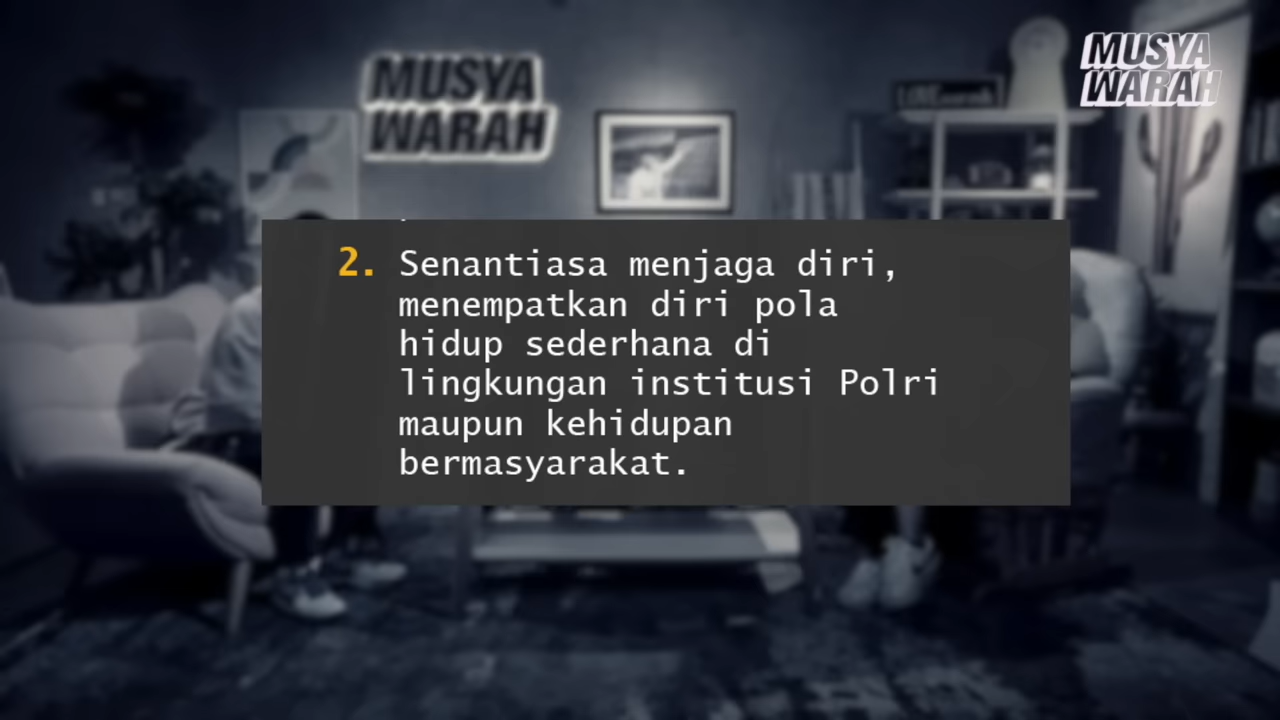 MUSYA
WARAH
MUSYA
WARAH
2. Senantiasa menjaga diri,
menempatkan diri pola
hidup sederhana di
lingkungan institusi Polri
maupun kehidupan
bermasyarakat.